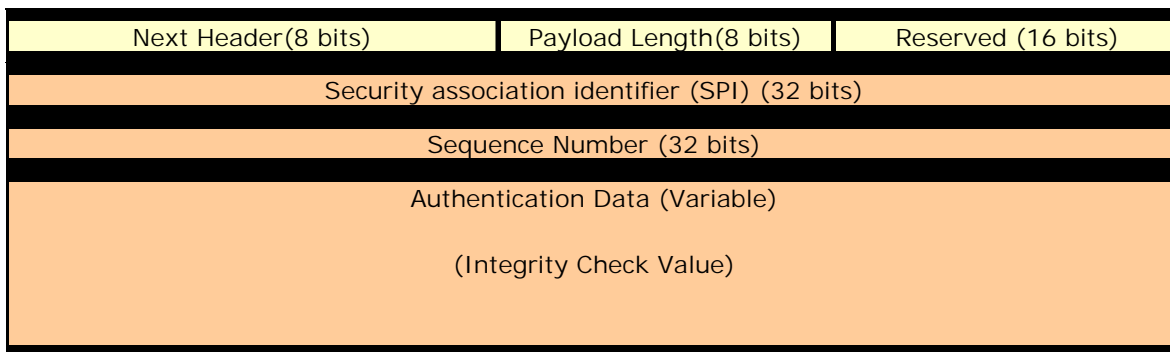 Next Header(8 bits) Payload Length(8 bits) Reserved (16 bits)
Security association identifier (SPI) (32 bits)
Sequence Number (32 bits)
Authentication Data (Variable)
(Integrity Check Value)